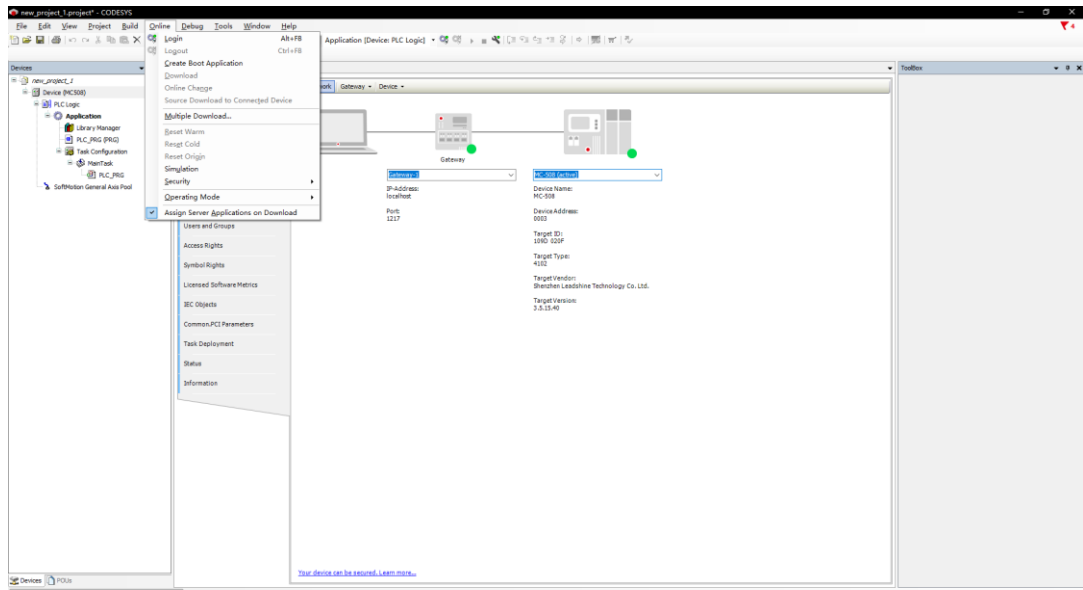 new_project_1.project* - CODESYS
File Edit View Project Build Online Debug Tools Window Help
4
Application [Device: PLC Logic]
Login Alt+F8
Logout Ctrl+F8
Create Boot Application
Download
Online Change
Source Download to Connected Device
Multiple Download...
Reset Warm
Reset Cold
Reset Origin
Simulation
Security
Operating Mode
Assign Server Applications on Download
Devices
new_project_1
Device (MC508)
PLC Logic
Application
Library Manager
PLC_PRG (PRG)
Task Configuration
MainTask
PLC_PRG
SoftMotion General Axis Pool
Gateway Device
Gateway
Gateway-1
IP-Address:
localhost
Port:
1217
MC-508 (active)
Device Name:
MC-508
Device Address:
0003
Target ID:
109D 020F
Target Type:
4102
Target Vendor:
Shenzhen Leadshine Technology Co. Ltd.
Target Version:
3.5.15.40
Users and Groups
Access Rights
Symbol Rights
Licensed Software Metrics
IEC Objects
Common.PCI Parameters
Task Deployment
Status
Information
Your device can be secured. Learn more...
ToolBox
Devices POUs